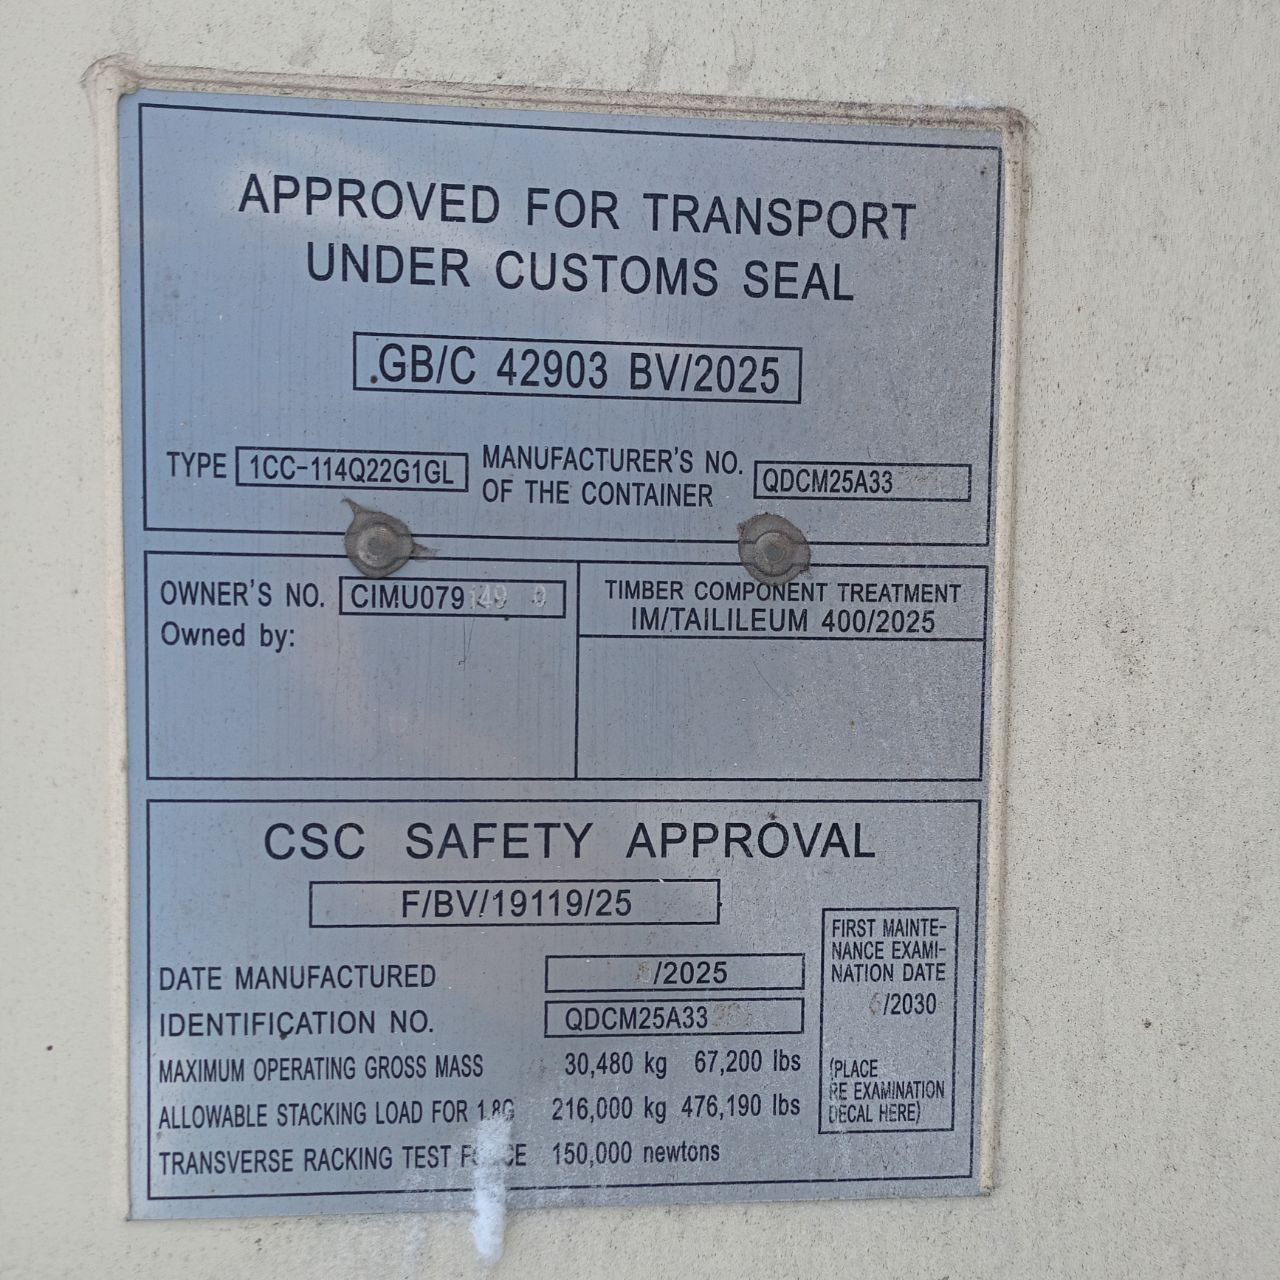 APPROVED FOR TRANSPORT
UNDER CUSTOMS SEAL
GB/C 42903 BV/2025
TYPE 1CC-114Q22G1GL
MANUFACTURER'S NO.
OF THE CONTAINER
QDCM25A33
OWNER'S NO. CIMU079
Owned by:
TIMBER COMPONENT TREATMENT
IM/TAILILEUM 400/2025
CSC SAFETY APPROVAL
F/BV/19119/25
DATE MANUFACTURED /2025
IDENTIFICATION NO. QDCM25A33
MAXIMUM OPERATING GROSS MASS 30,480 kg 67,200 lbs
ALLOWABLE STACKING LOAD FOR 1.8G 216,000 kg 476,190 lbs
TRANSVERSE RACKING TEST FORCE 150,000 newtons
FIRST MAINTE-
NANCE EXAMI-
NATION DATE
6/2030
(PLACE
RE EXAMINATION
DECAL HERE)